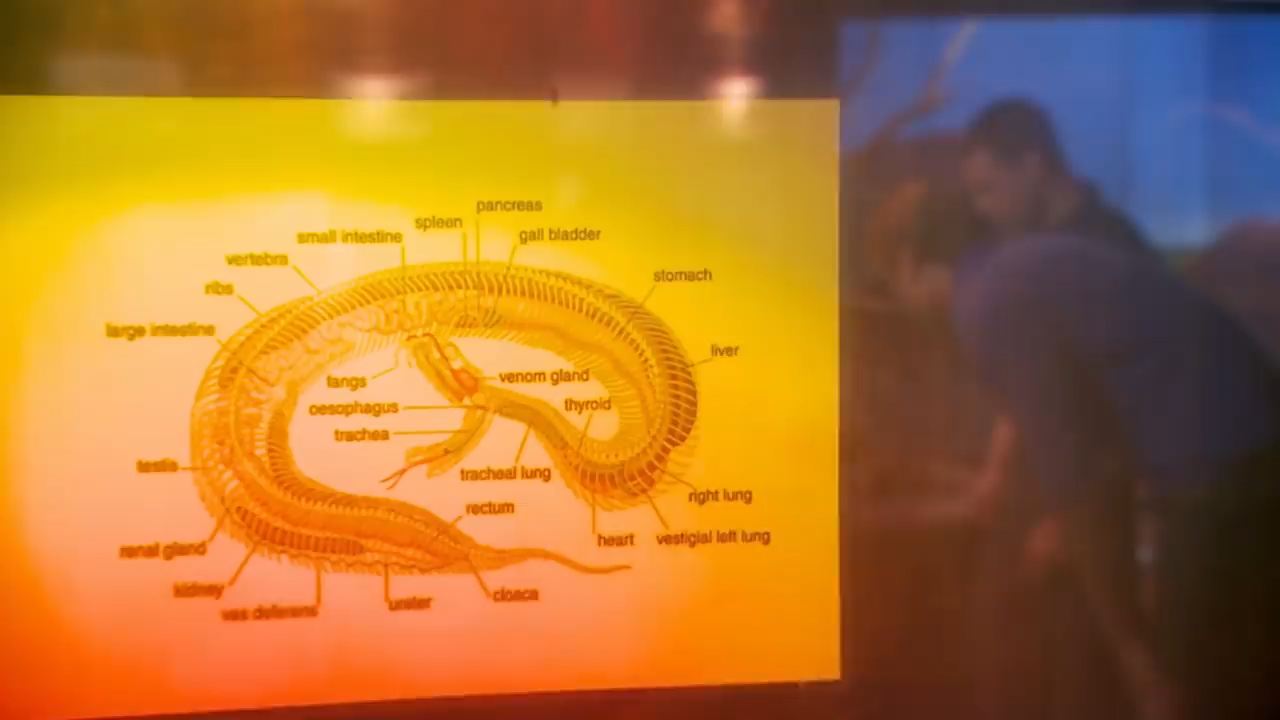 pancreas
spleen
small intestine
gall bladder
vertebra
stomach
ribs
large intestine
liver
fangs
venom gland
oesophagus
thyroid
trachea
testis
tracheal lung
right lung
rectum
heart
vestigial left lung
renal gland
kidney
cloaca
vas deferens
ureter